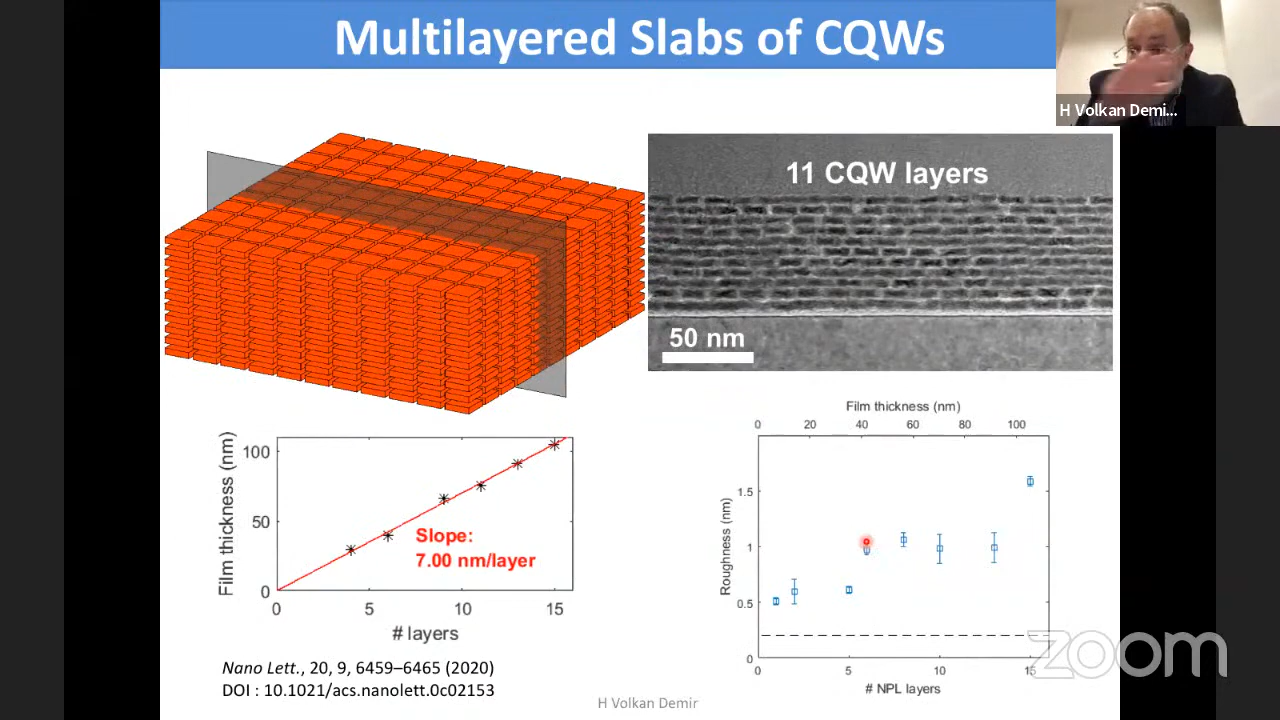 Multilayered Slabs of CQWs
H Volkan Demi...
11 CQW layers
50 nm
Film thickness (nm)
100
50
0
0
5
10
15
# layers
Slope:
7.00 nm/layer
Film thickness (nm)
0
20
40
60
80
100
Roughness (nm)
1.5
1
0.5
0
0
5
10
15
# NPL layers
zoom
Nano Lett., 20, 9, 6459–6465 (2020)
DOI : 10.1021/acs.nanolett.0c02153
H Volkan Demir